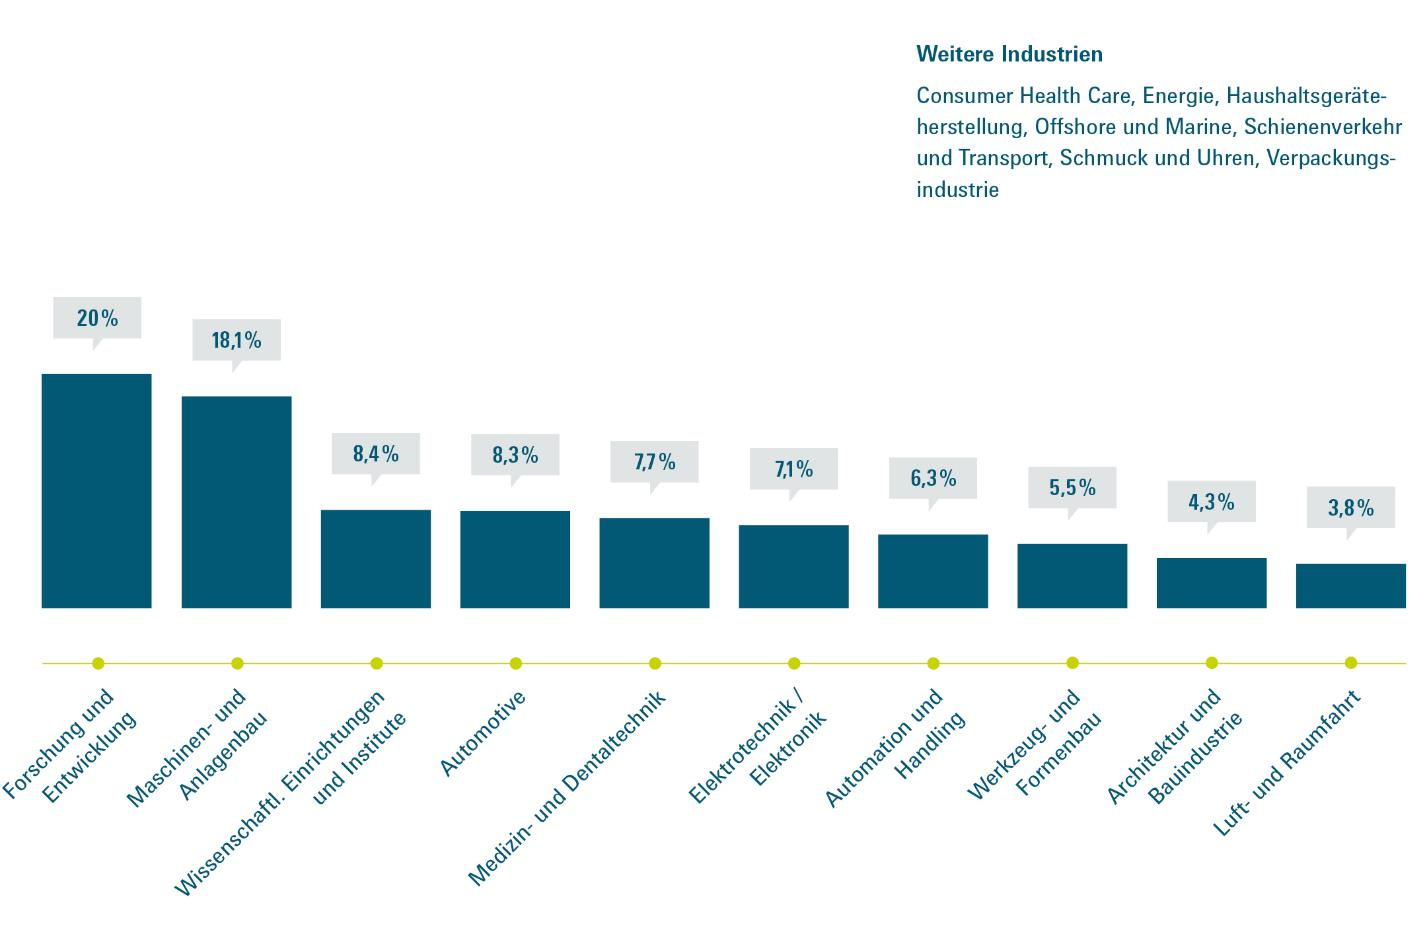 Weitere Industrien
Consumer Health Care, Energie, Haushaltsgeräte-
herstellung, Offshore und Marine, Schienenverkehr
und Transport, Schmuck und Uhren, Verpackungs-
industrie
20%
18,1%
8,4%
8,3%
7,7%
7,1%
6,3%
5,5%
4,3%
3,8%
Forschung und
Entwicklung
Maschinen- und
Anlagenbau
Wissenschaftl. Einrichtungen
und Institute
Automotive
Medizin- und Dentaltechnik
Elektrotechnik /
Elektronik
Automation und
Handling
Werkzeug- und
Formenbau
Architektur und
Bauindustrie
Luft- und Raumfahrt